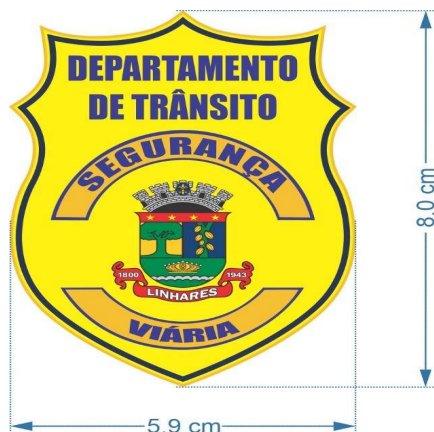 DEPARTAMENTO
DE TRÂNSITO
SEGURANÇA
1800 1943
LINHARES
VIÁRIA
8.0 cm
5.9 cm